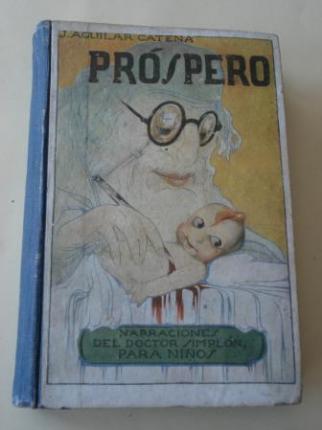 J. AGUILAR CATENA
PRÓSPERO
NARRACIONES
DEL DOCTOR SIMPLÓN,
PARA NIÑOS